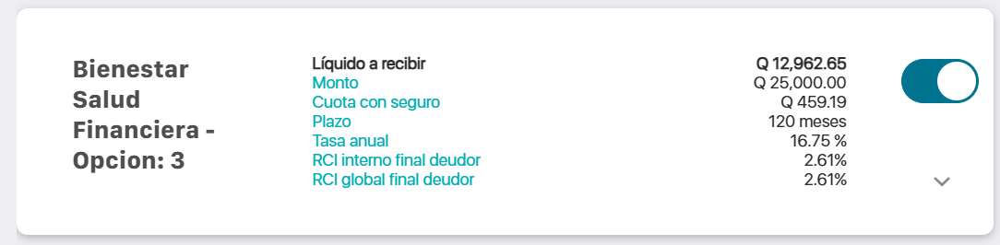 Bienestar
Salud
Financiera -
Opcion: 3
Líquido a recibir Q 12,962.65
Monto Q 25,000.00
Cuota con seguro Q 459.19
Plazo 120 meses
Tasa anual 16.75 %
RCI interno final deudor 2.61%
RCI global final deudor 2.61%